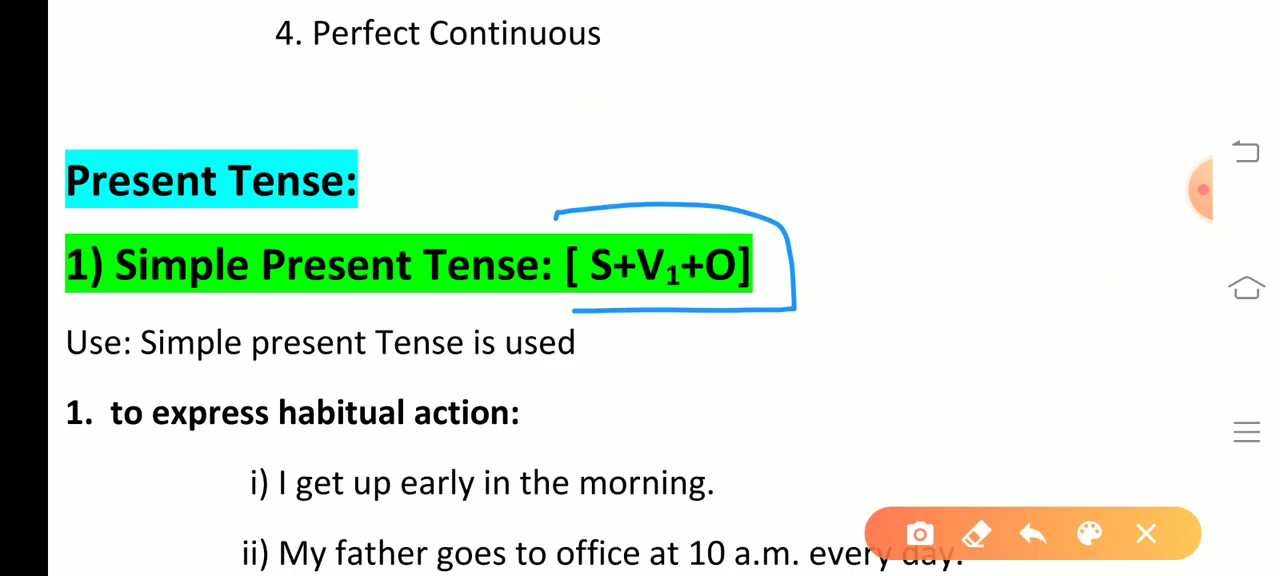 4. Perfect Continuous
Present Tense:
1) Simple Present Tense: [ S+V₁+O]
Use: Simple present Tense is used
1. to express habitual action:
i) I get up early in the morning.
ii) My father goes to office at 10 a.m. every day.